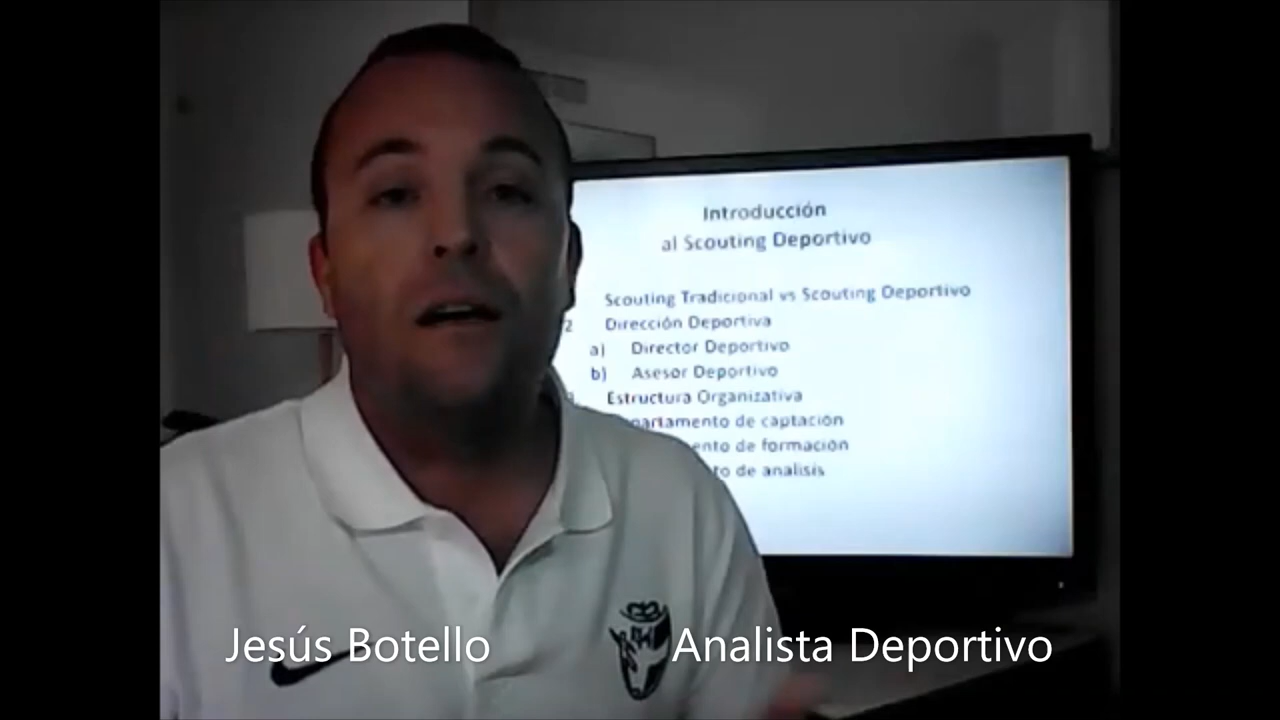 Introducción
al Scouting Deportivo
Scouting Tradicional vs Scouting Deportivo
2 Dirección Deportiva
a) Director Deportivo
b) Asesor Deportivo
Estructura Organizativa
de captación
de formación
de analisis
Jesús Botello Analista Deportivo